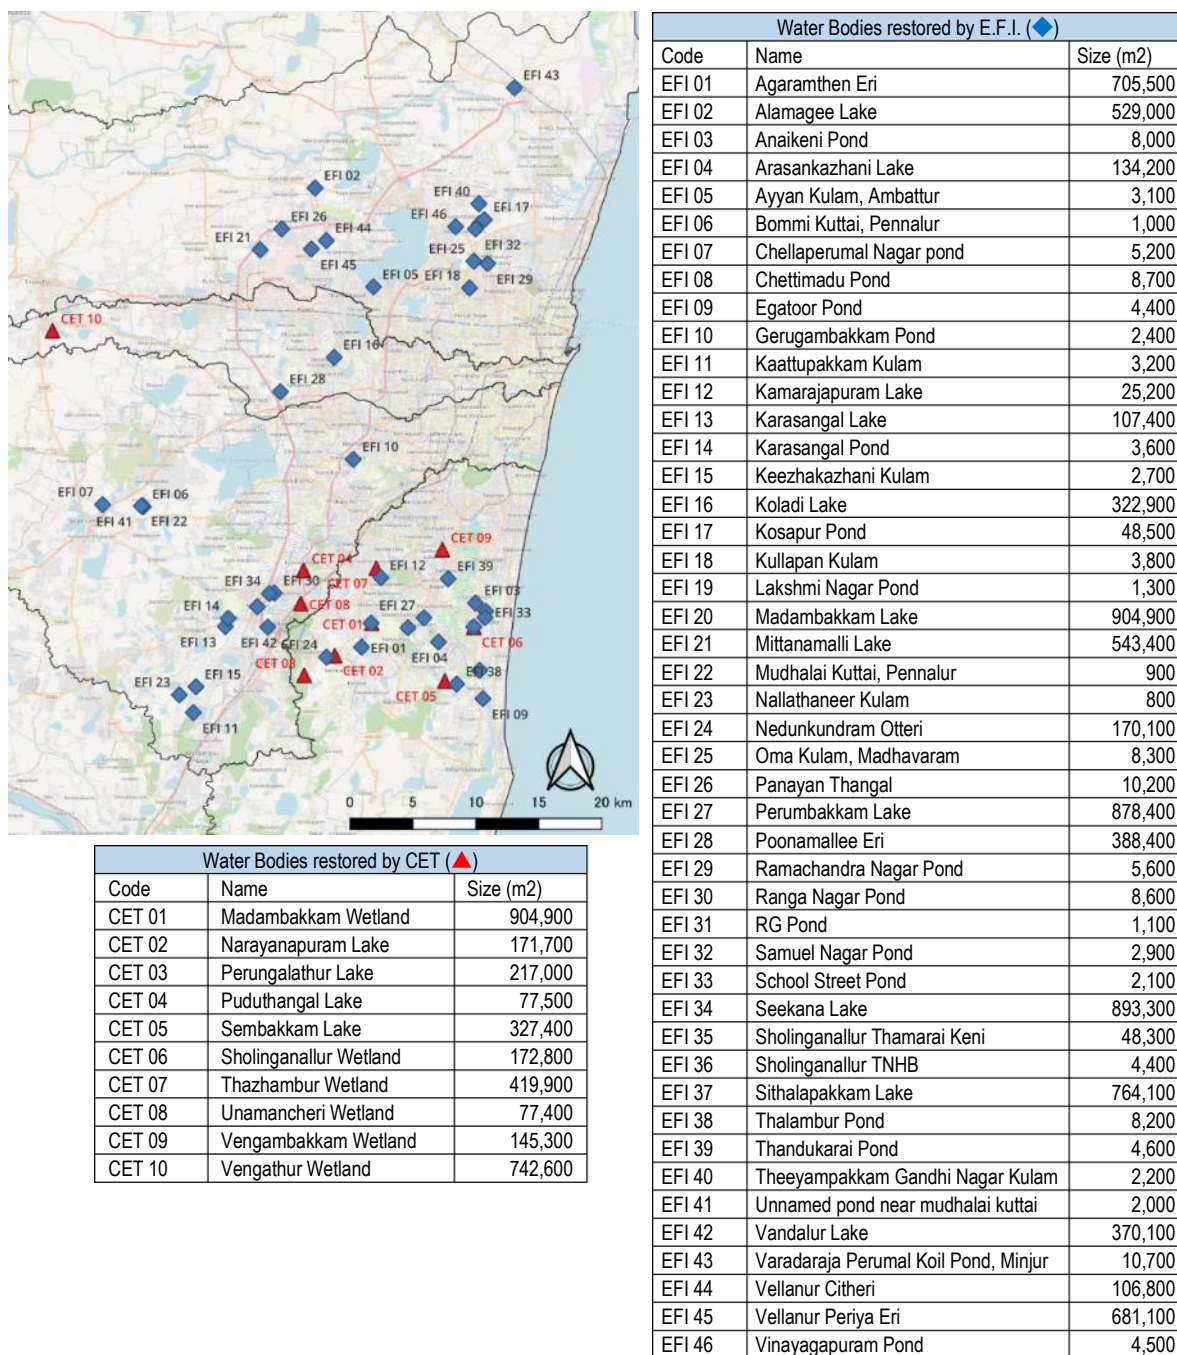 EFI 43
EFI 02
EFI 40
EFI 17
EFI 46
EFI 26
EFI 44
EFI 21
EFI 25
EFI 32
EFI 45
EFI 05
EFI 18
EFI 29
CET 10
EFI 16
EFI 28
EFI 10
EFI 07
EFI 06
EFI 41
EFI 22
CET 09
CET 04
EFI 12
EFI 39
EFI 34
EFI 30
CET 07
EFI 03
EFI 14
CET 08
EFI 27
EFI 33
CET 01
EFI 13
EFI 42
EFI 24
EFI 01
EFI 04
CET 06
CET 03
CET 02
EFI 38
EFI 23
EFI 15
CET 05
EFI 11
EFI 09
0 5 10 15 20 km
Water Bodies restored by CET (▲)
Code Name Size (m2)
CET 01 Madambakkam Wetland 904,900
CET 02 Narayanapuram Lake 171,700
CET 03 Perungalathur Lake 217,000
CET 04 Puduthangal Lake 77,500
CET 05 Sembakkam Lake 327,400
CET 06 Sholinganallur Wetland 172,800
CET 07 Thazhambur Wetland 419,900
CET 08 Unamancheri Wetland 77,400
CET 09 Vengambakkam Wetland 145,300
CET 10 Vengathur Wetland 742,600
Water Bodies restored by E.F.I. (◆)
Code Name Size (m2)
EFI 01 Agaramthen Eri 705,500
EFI 02 Alamagee Lake 529,000
EFI 03 Anaikeni Pond 8,000
EFI 04 Arasankazhani Lake 134,200
EFI 05 Ayyan Kulam, Ambattur 3,100
EFI 06 Bommi Kuttai, Pennalur 1,000
EFI 07 Chellaperumal Nagar pond 5,200
EFI 08 Chettimadu Pond 8,700
EFI 09 Egatoor Pond 4,400
EFI 10 Gerugambakkam Pond 2,400
EFI 11 Kaattupakkam Kulam 3,200
EFI 12 Kamarajapuram Lake 25,200
EFI 13 Karasangal Lake 107,400
EFI 14 Karasangal Pond 3,600
EFI 15 Keezhakazhani Kulam 2,700
EFI 16 Koladi Lake 322,900
EFI 17 Kosapur Pond 48,500
EFI 18 Kullapan Kulam 3,800
EFI 19 Lakshmi Nagar Pond 1,300
EFI 20 Madambakkam Lake 904,900
EFI 21 Mittanamalli Lake 543,400
EFI 22 Mudhalai Kuttai, Pennalur 900
EFI 23 Nallathaneer Kulam 800
EFI 24 Nedunkundram Otteri 170,100
EFI 25 Oma Kulam, Madhavaram 8,300
EFI 26 Panayan Thangal 10,200
EFI 27 Perumbakkam Lake 878,400
EFI 28 Poonamallee Eri 388,400
EFI 29 Ramachandra Nagar Pond 5,600
EFI 30 Ranga Nagar Pond 8,600
EFI 31 RG Pond 1,100
EFI 32 Samuel Nagar Pond 2,900
EFI 33 School Street Pond 2,100
EFI 34 Seekana Lake 893,300
EFI 35 Sholinganallur Thamarai Keni 48,300
EFI 36 Sholinganallur TNHB 4,400
EFI 37 Sithalapakkam Lake 764,100
EFI 38 Thalambur Pond 8,200
EFI 39 Thandukarai Pond 4,600
EFI 40 Theeyampakkam Gandhi Nagar Kulam 2,200
EFI 41 Unnamed pond near mudhalai kuttai 2,000
EFI 42 Vandalur Lake 370,100
EFI 43 Varadaraja Perumal Koil Pond, Minjur 10,700
EFI 44 Vellanur Citheri 106,800
EFI 45 Vellanur Periya Eri 681,100
EFI 46 Vinayagapuram Pond 4,500